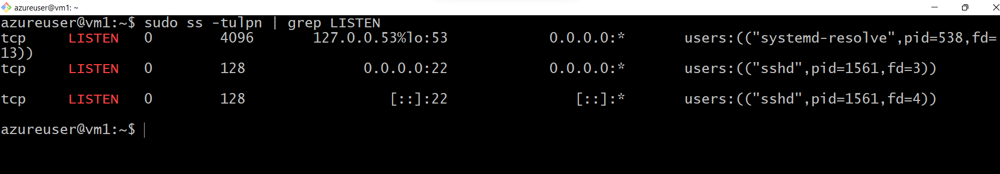 azureuser@vm1: ~
azureuser@vm1:~$ sudo ss -tulpn | grep LISTEN
tcp LISTEN 0 4096 127.0.0.53%lo:53 0.0.0.0:* users:(("systemd-resolve",pid=538,fd=
13))
tcp LISTEN 0 128 0.0.0.0:22 0.0.0.0:* users:(("sshd",pid=1561,fd=3))
tcp LISTEN 0 128 [::]:22 [::]:* users:(("sshd",pid=1561,fd=4))
azureuser@vm1:~$